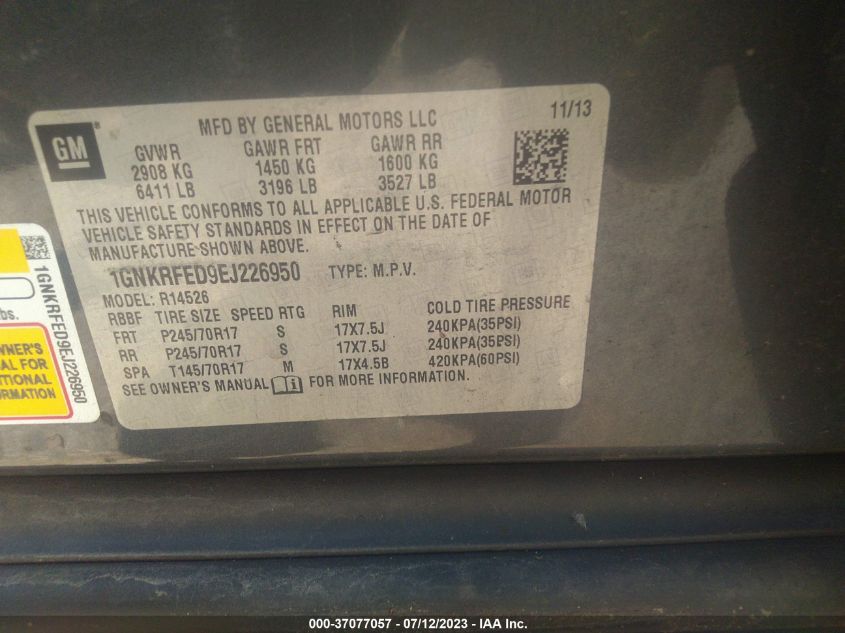 GM
®
MFD BY GENERAL MOTORS LLC
11/13
GVWR GAWR FRT GAWR RR
2908 KG 1450 KG 1600 KG
6411 LB 3196 LB 3527 LB
THIS VEHICLE CONFORMS TO ALL APPLICABLE U.S. FEDERAL MOTOR
VEHICLE SAFETY STANDARDS IN EFFECT ON THE DATE OF
MANUFACTURE SHOWN ABOVE.
1GNKRFED9EJ226950 TYPE: M.P.V.
MODEL: R14526
RBBF TIRE SIZE SPEED RTG RIM COLD TIRE PRESSURE
FRT P245/70R17 S 17X7.5J 240KPA(35PSI)
RR P245/70R17 S 17X7.5J 240KPA(35PSI)
SPA T145/70R17 M 17X4.5B 420KPA(60PSI)
SEE OWNER'S MANUAL FOR MORE INFORMATION.
1GNKRFED9EJ226950
bs.
WNER'S
AL FOR
ITIONAL
RMATION
000-37077057 - 07/12/2023 - IAA Inc.